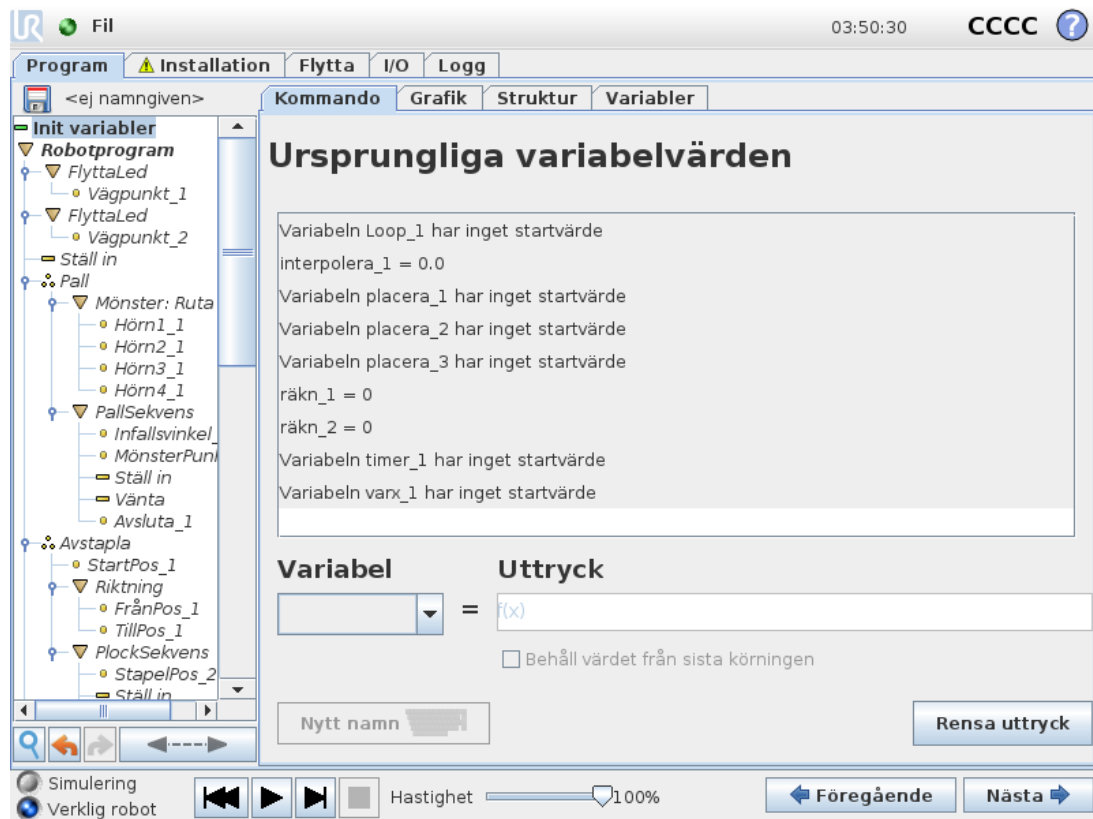 UR Fil 03:50:30 CCCC ?
Program Installation Flytta I/O Logg
<ej namngiven> Kommando Grafik Struktur Variabler
Init variabler
Robotprogram
FlyttaLed
Vägpunkt_1
FlyttaLed
Vägpunkt_2
Ställ in
Pall
Mönster: Ruta
Hörn1_1
Hörn2_1
Hörn3_1
Hörn4_1
PallSekvens
Infallsvinkel_
MönsterPun
Ställ in
Vänta
Avsluta_1
Avstapla
StartPos_1
Riktning
FrånPos_1
TillPos_1
PlockSekvens
StapelPos_2
Ställ in
Ursprungliga variabelvärden
Variabeln Loop_1 har inget startvärde
interpolera_1 = 0.0
Variabeln placera_1 har inget startvärde
Variabeln placera_2 har inget startvärde
Variabeln placera_3 har inget startvärde
räkn_1 = 0
räkn_2 = 0
Variabeln timer_1 har inget startvärde
Variabeln varx_1 har inget startvärde
Variabel Uttryck
= f(x)
Behåll värdet från sista körningen
Nytt namn Rensa uttryck
Simulering
Verklig robot
Hastighet 100% Föregående Nästa